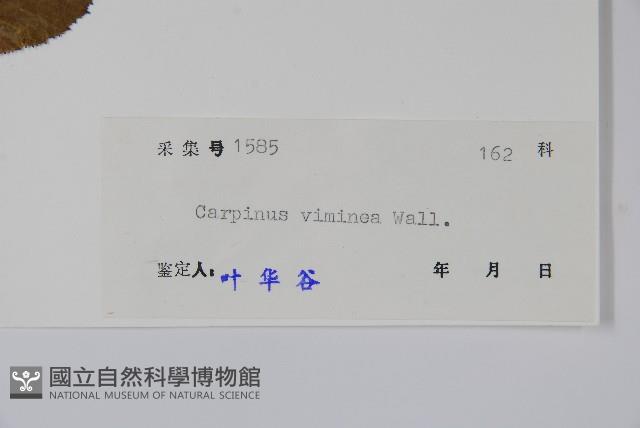 采集号 1585 162 科
Carpinus viminea Wall.
鉴定人: 叶华谷 年 月 日
國立自然科學博物館
NATIONAL MUSEUM OF NATURAL SCIENCE